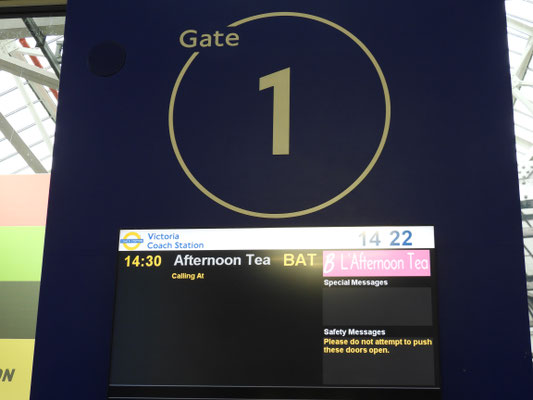 Gate
1
Victoria
Coach Station
14 22
14:30 Afternoon Tea BAT
B L'Afternoon Tea
Calling At
Special Messages
Safety Messages
Please do not attempt to push
these doors open.
ON